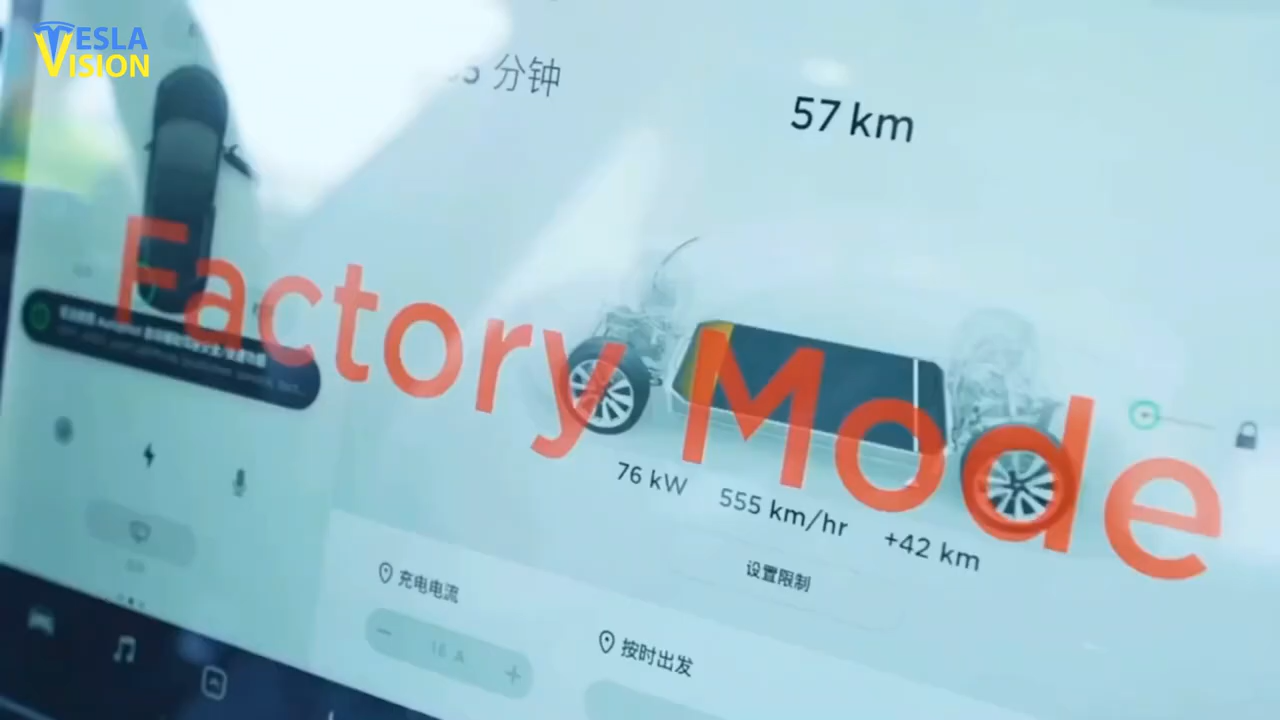 TESLA
VISION
分钟
57 km
Factory Mode
76 kW
555 km/hr
+42 km
设置限制
充电电流
16 A
按时出发